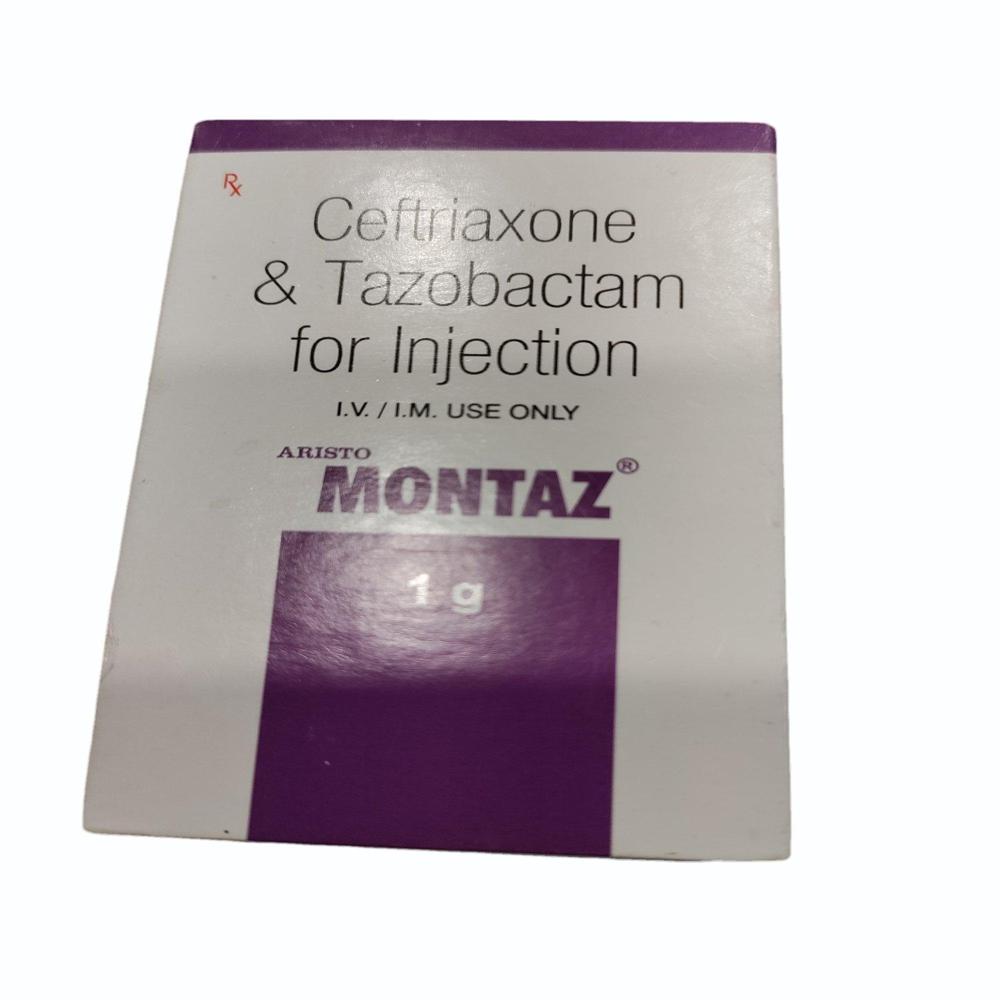 Rx
Ceftriaxone
& Tazobactam
for Injection
I.V. / I.M. USE ONLY
ARISTO
MONTAZ®
1 g